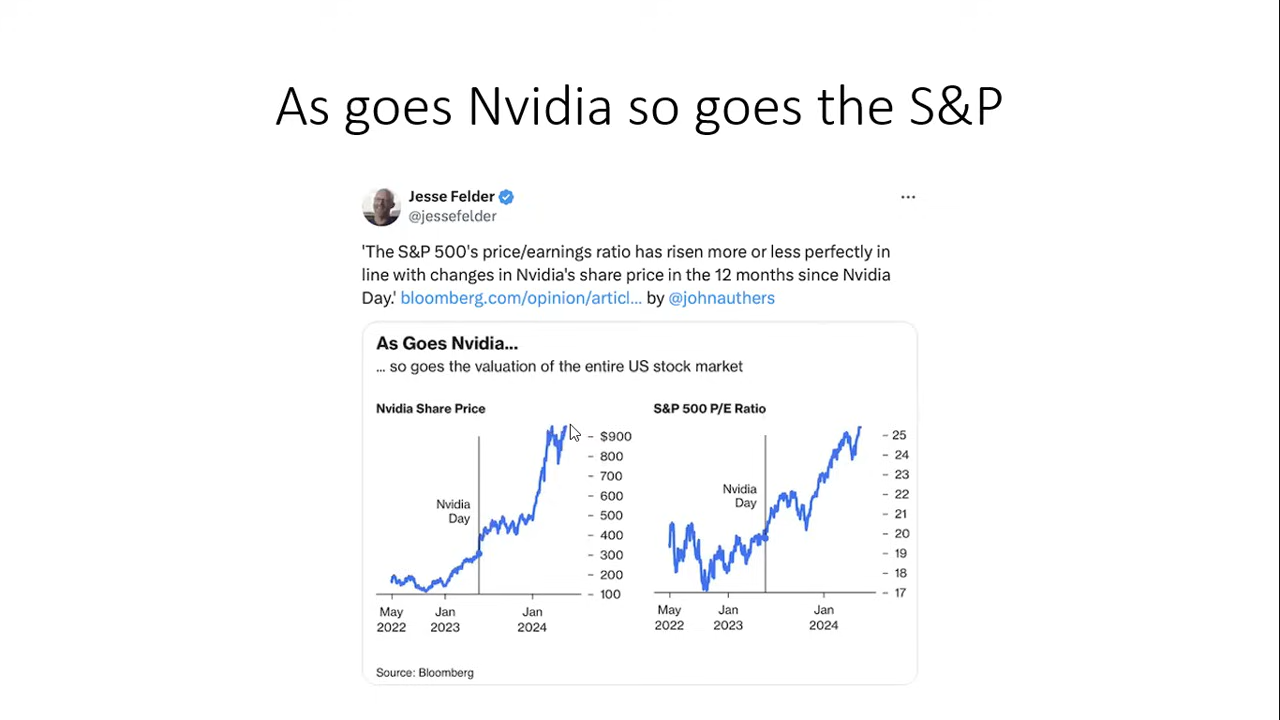 As goes Nvidia so goes the S&P
Jesse Felder
@jessefelder
'The S&P 500's price/earnings ratio has risen more or less perfectly in
line with changes in Nvidia's share price in the 12 months since Nvidia
Day.' bloomberg.com/opinion/articl... by @johnauthers
As Goes Nvidia...
... so goes the valuation of the entire US stock market
Nvidia Share Price
$900
800
700
600
500
400
300
200
100
Nvidia
Day
May
2022
Jan
2023
Jan
2024
S&P 500 P/E Ratio
25
24
23
22
21
20
19
18
17
Nvidia
Day
May
2022
Jan
2023
Jan
2024
Source: Bloomberg